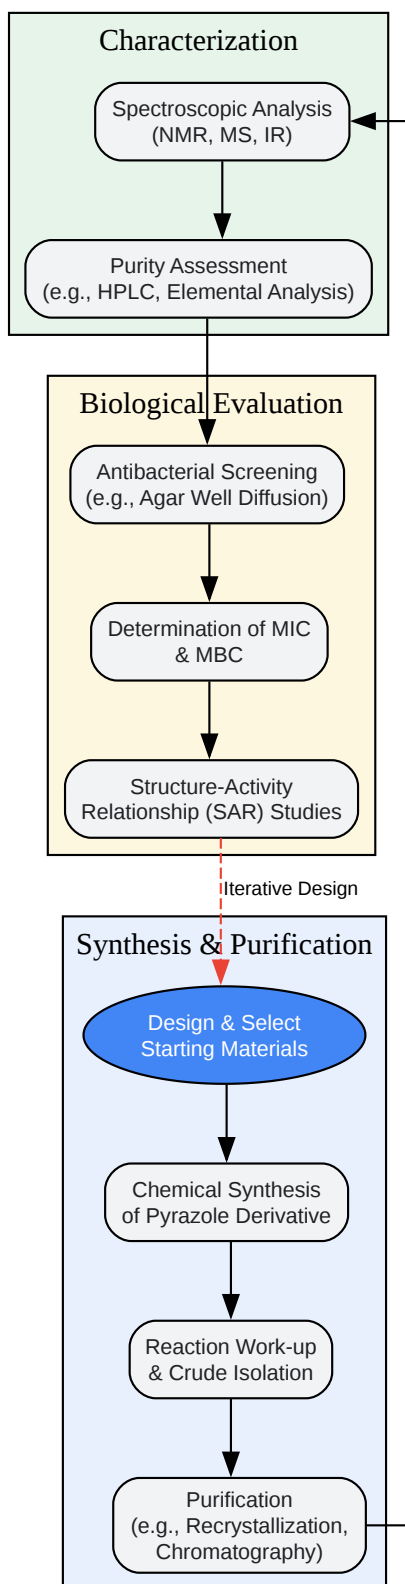 Characterization
Spectroscopic Analysis
(NMR, MS, IR)
Purity Assessment
(e.g., HPLC, Elemental Analysis)
Biological Evaluation
Antibacterial Screening
(e.g., Agar Well Diffusion)
Determination of MIC
& MBC
Structure-Activity
Relationship (SAR) Studies
Iterative Design
Synthesis & Purification
Design & Select
Starting Materials
Chemical Synthesis
of Pyrazole Derivative
Reaction Work-up
& Crude Isolation
Purification
(e.g., Recrystallization,
Chromatography)